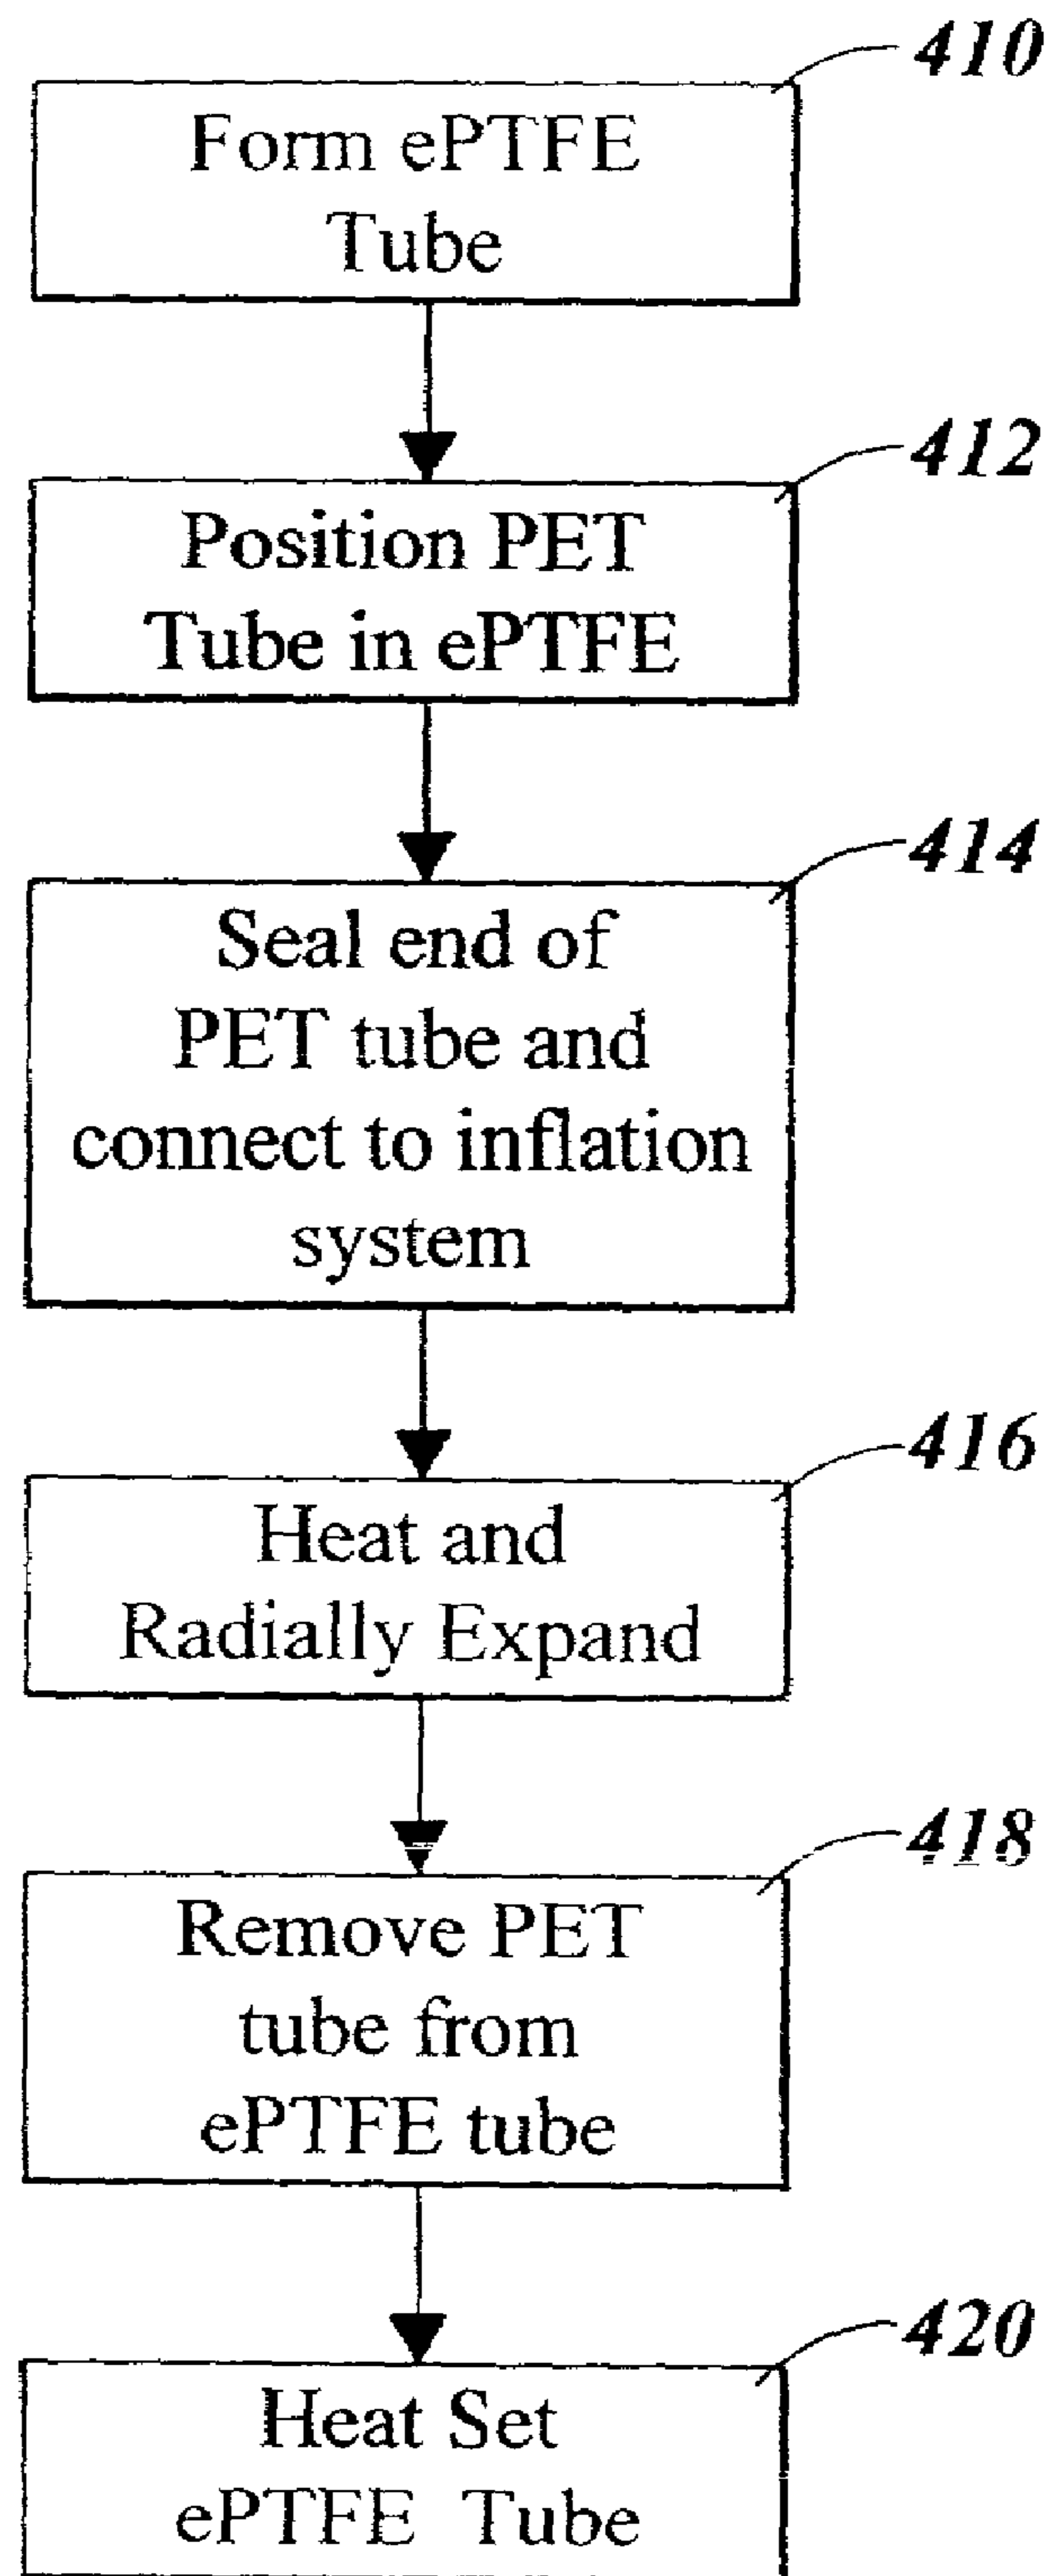 410
Form ePTFE
Tube
412
Position PET
Tube in ePTFE
414
Seal end of
PET tube and
connect to inflation
system
416
Heat and
Radially Expand
418
Remove PET
tube from
ePTFE tube
420
Heat Set
ePTFE Tube